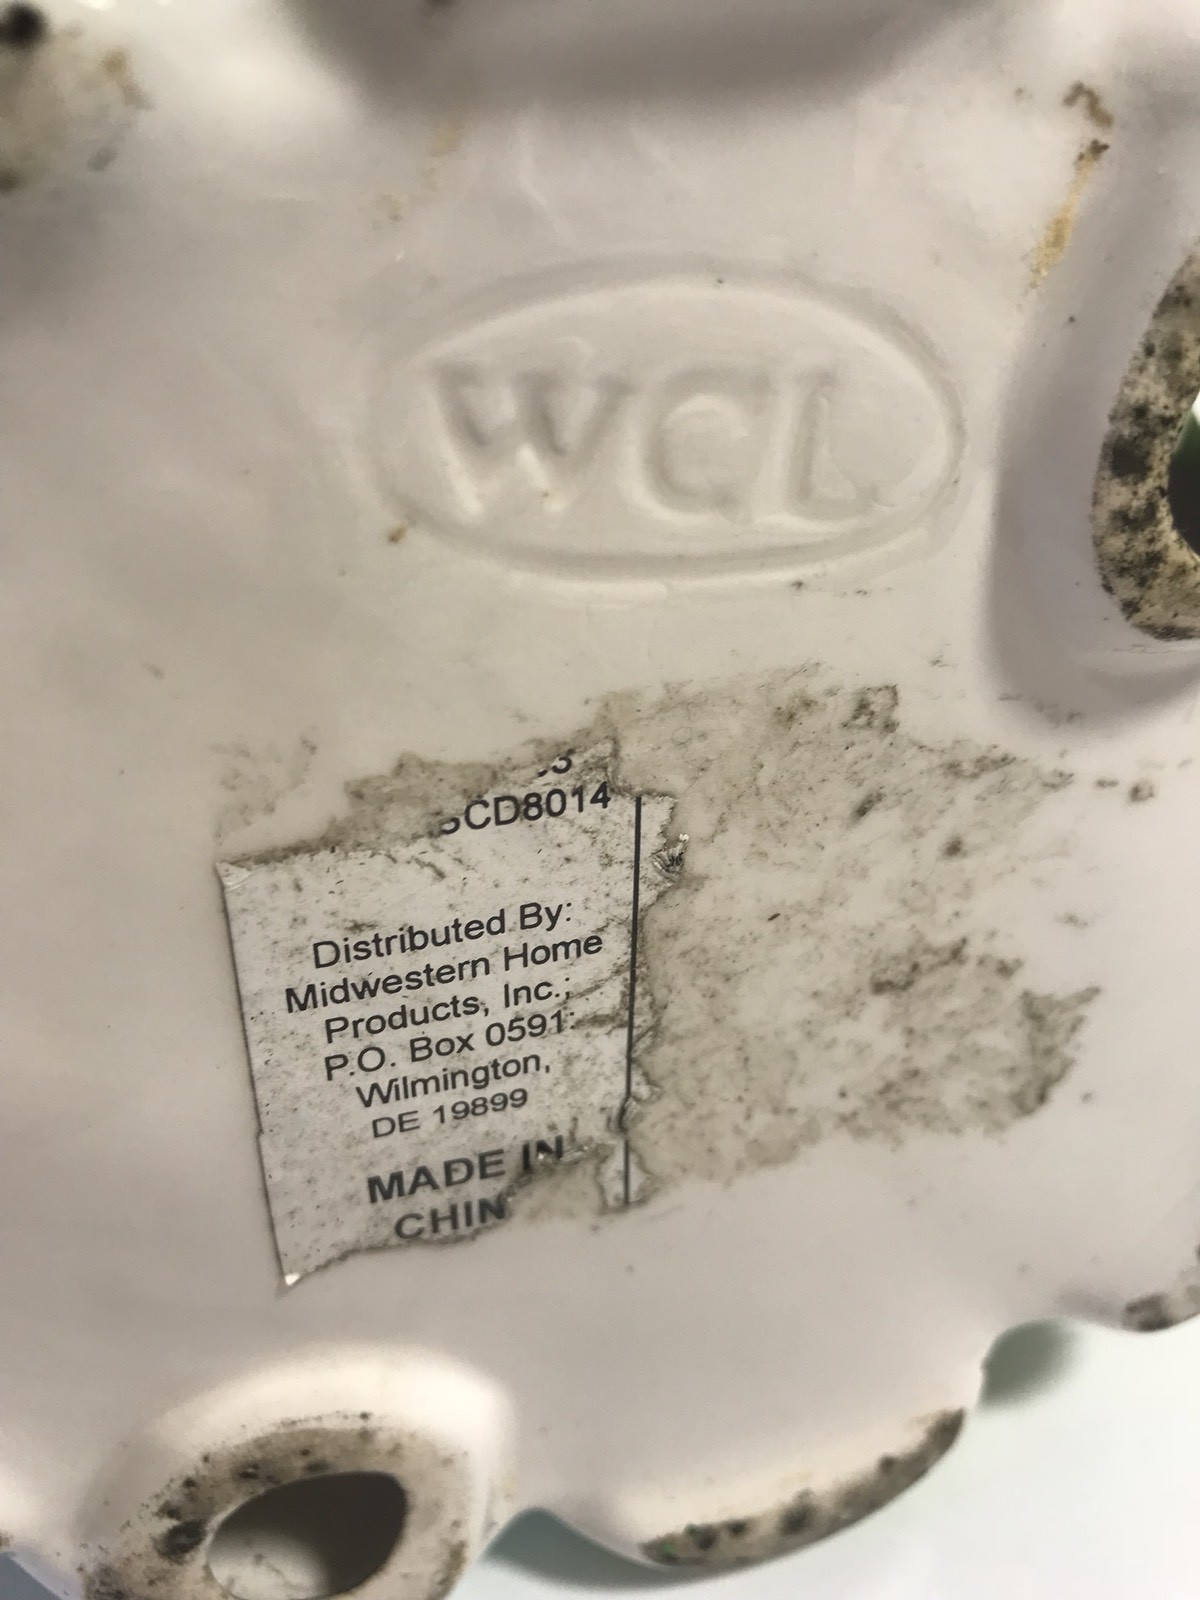 WCL
CD8014
Distributed By:
Midwestern Home
Products, Inc.,
P.O. Box 0591
Wilmington,
DE 19899
MADE IN
CHIN